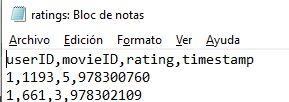 ratings: Bloc de notas
Archivo Edición Formato Ver Ayuda
userID,movieID,rating,timestamp
1,1193,5,978300760
1,661,3,978302109